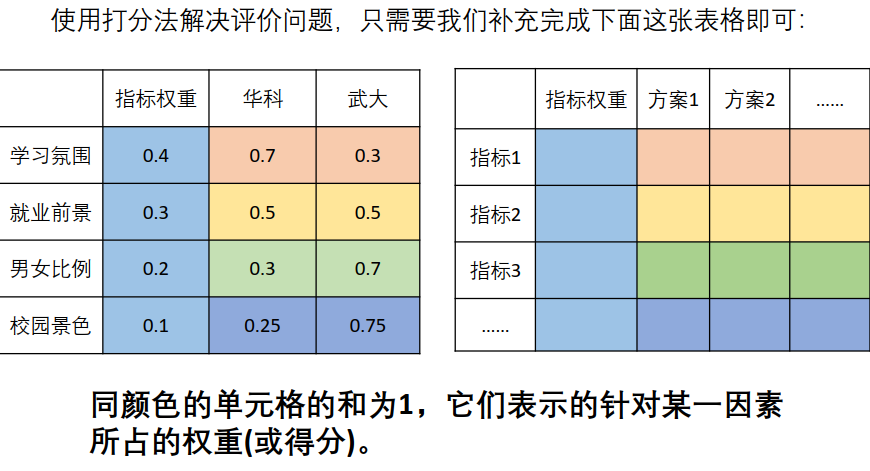 使用打分法解决评价问题，只需要我们补充完成下面这张表格即可：
指标权重 华科 武大
学习氛围 0.4 0.7 0.3
就业前景 0.3 0.5 0.5
男女比例 0.2 0.3 0.7
校园景色 0.1 0.25 0.75
指标权重 方案1 方案2 ……
指标1
指标2
指标3
……
同颜色的单元格的和为1，它们表示的针对某一因素
所占的权重(或得分)。